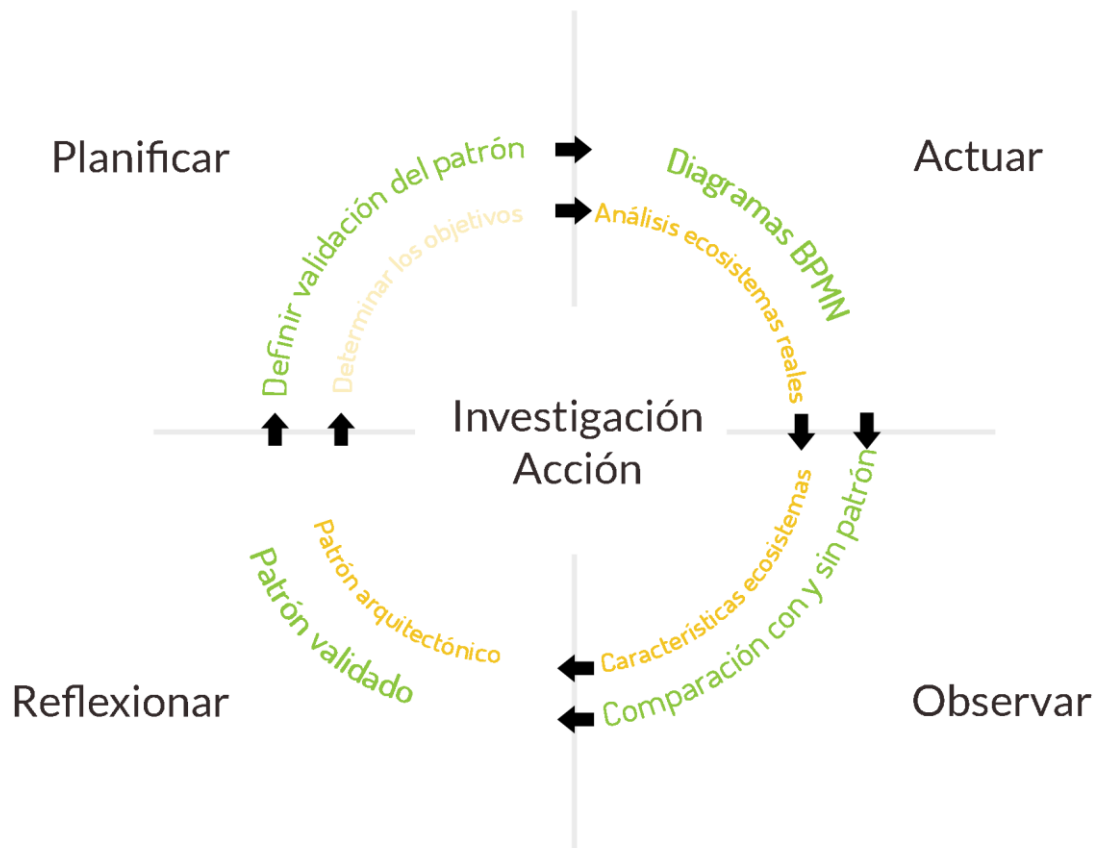 Planificar
Actuar
Definir validación del patrón
Diagramas BPMN
Determinar los objetivos
Análisis ecosistemas reales
Investigación
Acción
Características ecosistemas
Comparación con y sin patrón
Patrón arquitectónico
Patrón validado
Reflexionar
Observar